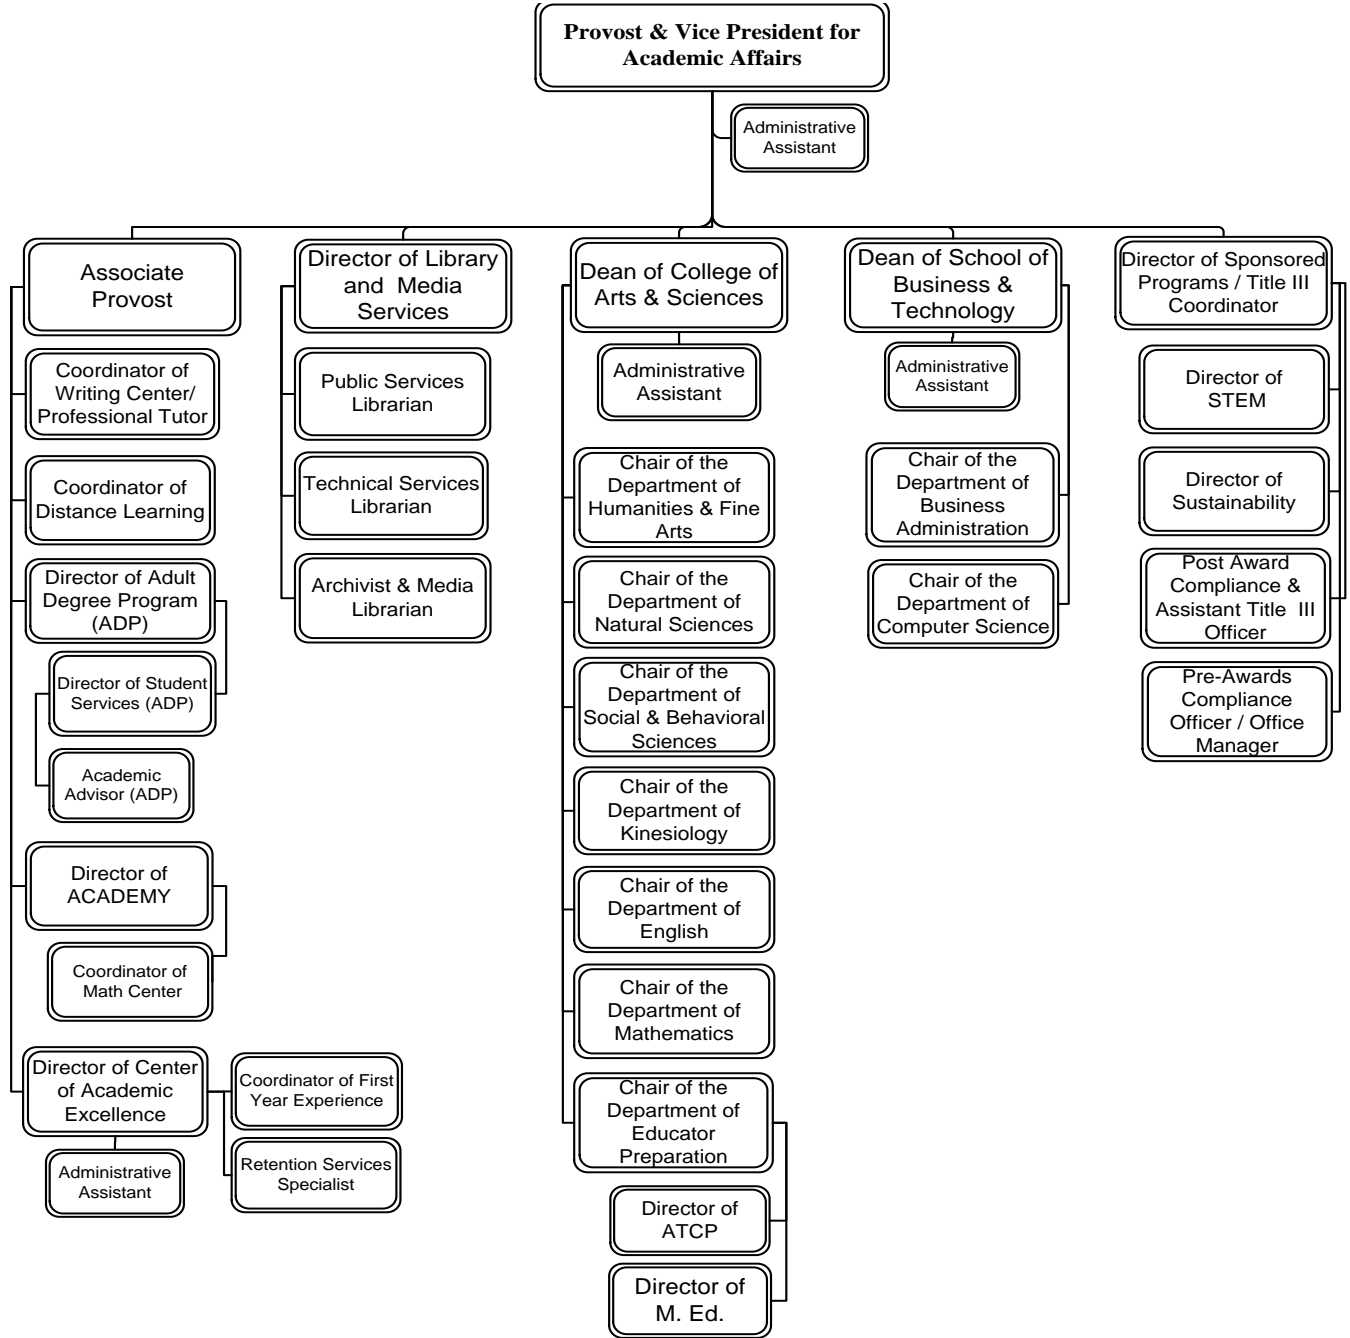 Provost & Vice President for
Academic Affairs
Administrative
Assistant
Associate
Provost
Director of Library
and Media
Services
Dean of College of
Arts & Sciences
Dean of School of
Business &
Technology
Director of Sponsored
Programs / Title III
Coordinator
Coordinator of
Writing Center/
Professional Tutor
Coordinator of
Distance Learning
Director of Adult
Degree Program
(ADP)
Director of Student
Services (ADP)
Academic
Advisor (ADP)
Director of
ACADEMY
Coordinator of
Math Center
Director of Center
of Academic
Excellence
Administrative
Assistant
Coordinator of First
Year Experience
Retention Services
Specialist
Public Services
Librarian
Technical Services
Librarian
Archivist & Media
Librarian
Administrative
Assistant
Chair of the
Department of
Humanities & Fine
Arts
Chair of the
Department of
Natural Sciences
Chair of the
Department of
Social & Behavioral
Sciences
Chair of the
Department of
Kinesiology
Chair of the
Department of
English
Chair of the
Department of
Mathematics
Chair of the
Department of
Educator
Preparation
Director of
ATCP
Director of
M. Ed.
Administrative
Assistant
Chair of the
Department of
Business
Administration
Chair of the
Department of
Computer Science
Director of
STEM
Director of
Sustainability
Post Award
Compliance &
Assistant Title III
Officer
Pre-Awards
Compliance
Officer / Office
Manager